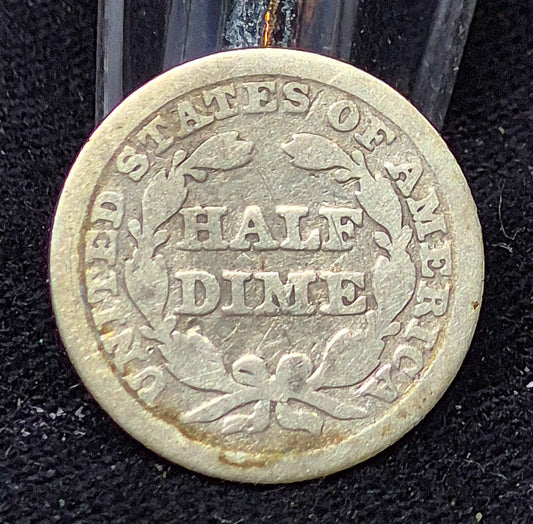 UNITED STATES OF AMERICA
HALF
DIME